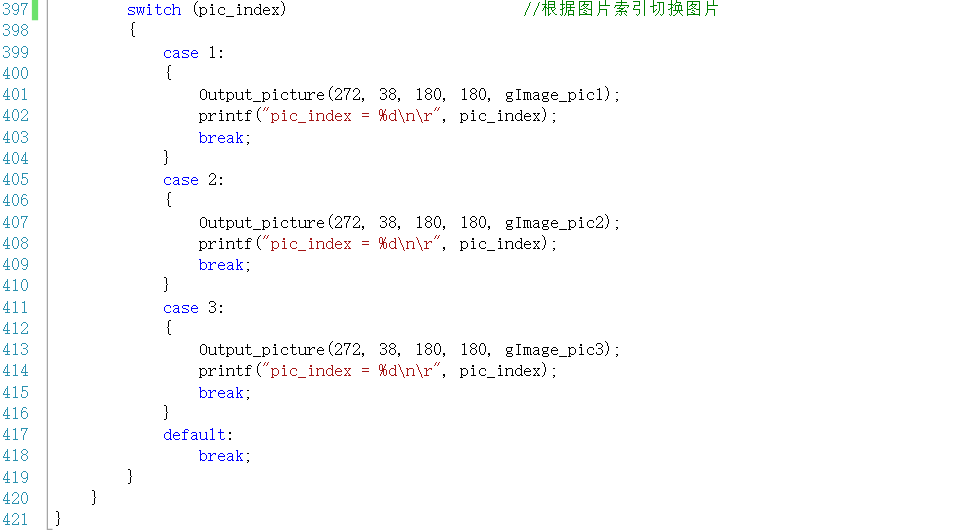 397 switch (pic_index) //根据图片索引切换图片
398 {
399 case 1:
400 {
401 Output_picture(272, 38, 180, 180, gImage_pic1);
402 printf("pic_index = %d\n\r", pic_index);
403 break;
404 }
405 case 2:
406 {
407 Output_picture(272, 38, 180, 180, gImage_pic2);
408 printf("pic_index = %d\n\r", pic_index);
409 break;
410 }
411 case 3:
412 {
413 Output_picture(272, 38, 180, 180, gImage_pic3);
414 printf("pic_index = %d\n\r", pic_index);
415 break;
416 }
417 default:
418 break;
419 }
420 }
421 }